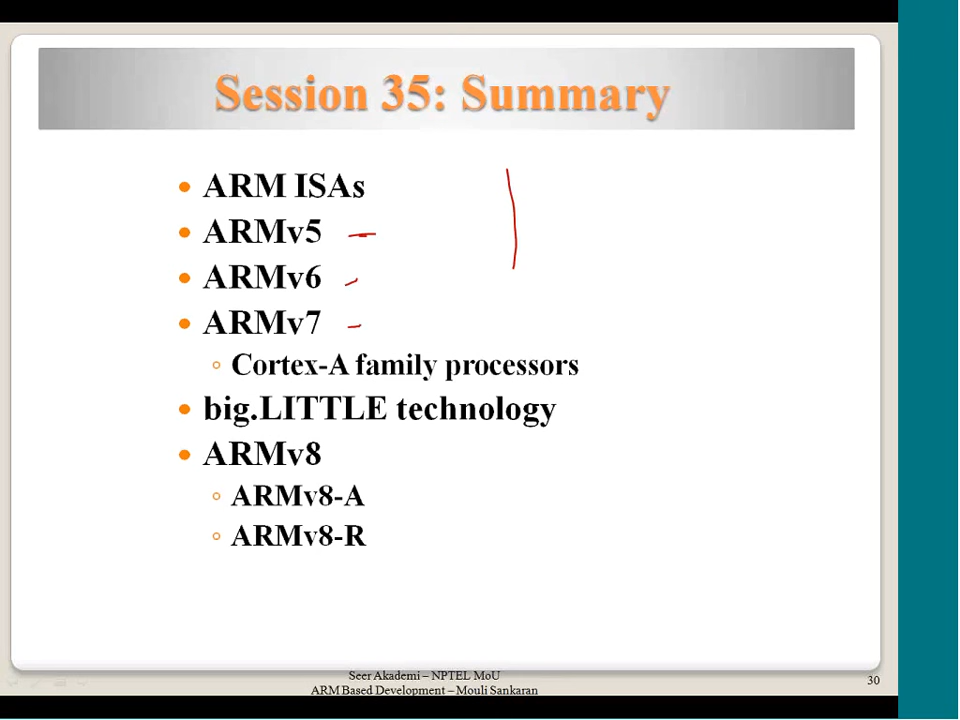 Session 35: Summary
ARM ISAs
ARMv5
ARMv6
ARMv7
Cortex-A family processors
big.LITTLE technology
ARMv8
ARMv8-A
ARMv8-R
Seer Akademi – NPTEL MoU
ARM Based Development – Mouli Sankaran
30